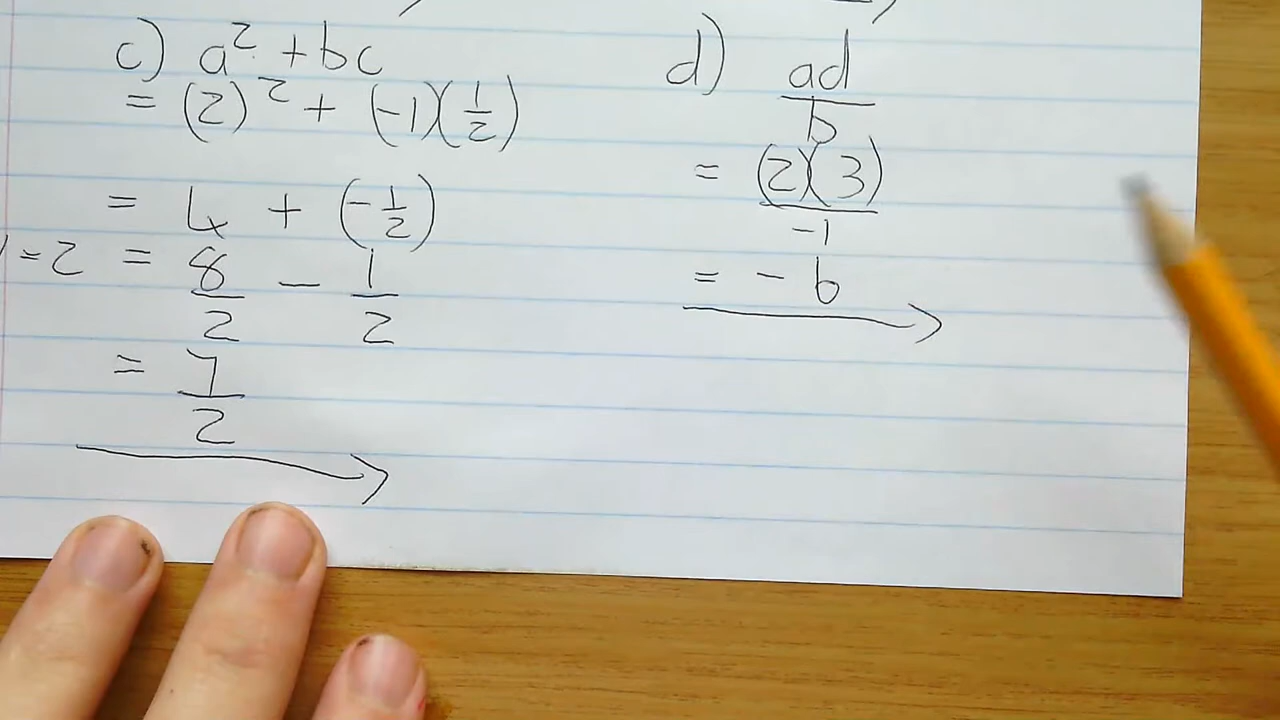 c) a² + bc
= (2)² + (-1)(1/2)
= 4 + (-1/2)
= 2 = 8/2 - 1/2
= 7/2
d) ad/b
= (2)(3)/-1
= -6